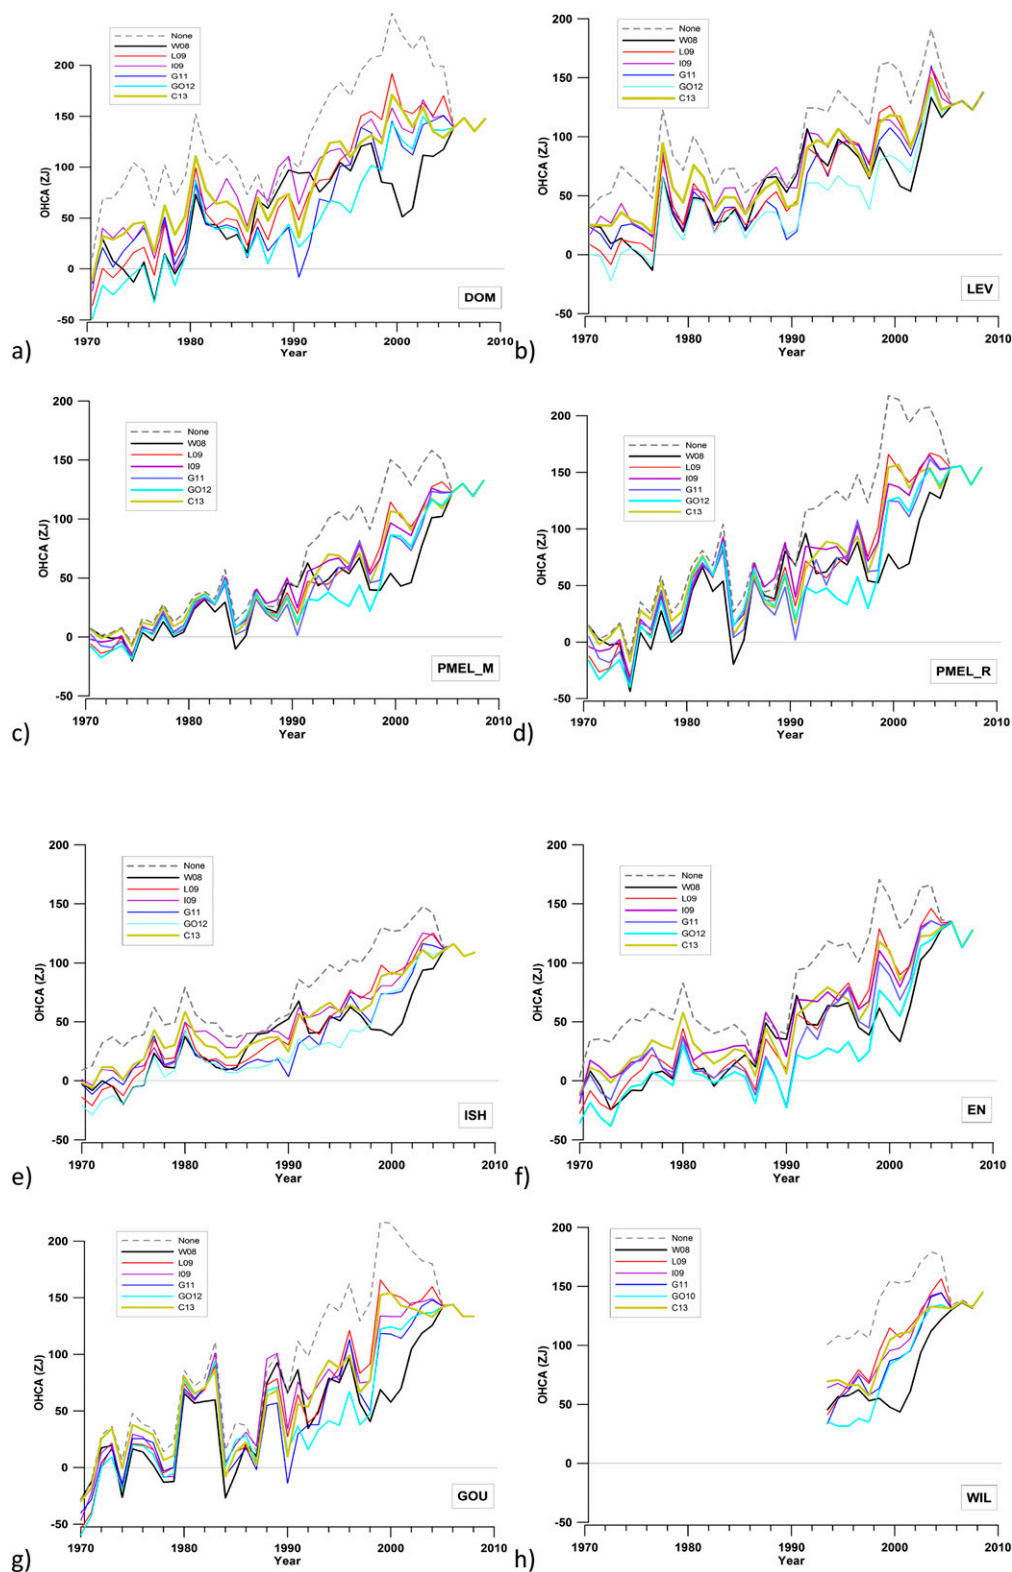 None
W08
L09
I09
G11
GO12
C13
OHCA (ZJ)
200
150
100
50
0
-50
DOM
1970 1980 1990 2000 2010
Year
a)
None
W08
L09
I09
G11
GO12
C13
OHCA (ZJ)
200
150
100
50
0
-50
LEV
1970 1980 1990 2000 2010
Year
b)
None
W08
L09
I09
G11
GO12
C13
OHCA (ZJ)
200
150
100
50
0
-50
PMEL_M
1970 1980 1990 2000 2010
Year
c)
None
W08
L09
I09
G11
GO12
C13
OHCA (ZJ)
200
150
100
50
0
-50
PMEL_R
1970 1980 1990 2000 2010
Year
d)
None
W08
L09
I09
G11
GO12
C13
OHCA (ZJ)
200
150
100
50
0
-50
ISH
1970 1980 1990 2000 2010
Year
e)
None
W08
L09
I09
G11
GO12
C13
OHCA (ZJ)
200
150
100
50
0
-50
EN
1970 1980 1990 2000 2010
Year
f)
None
W08
L09
I09
G11
GO12
C13
OHCA (ZJ)
200
150
100
50
0
-50
GOU
1970 1980 1990 2000 2010
Year
g)
None
W08
L09
I09
G11
GO10
C13
OHCA (ZJ)
200
150
100
50
0
-50
WIL
1970 1980 1990 2000 2010
Year
h)